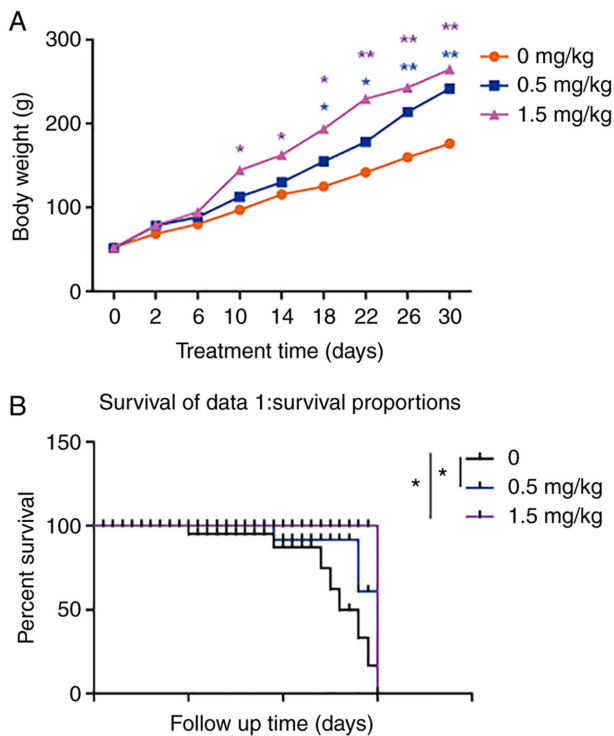 A
300
200
100
0
Body weight (g)
* * * ** ** **
* * ** **
0 mg/kg
0.5 mg/kg
1.5 mg/kg
0 2 6 10 14 18 22 26 30
Treatment time (days)
B
Survival of data 1:survival proportions
150
100
50
0
Percent survival
*
*
0
0.5 mg/kg
1.5 mg/kg
Follow up time (days)